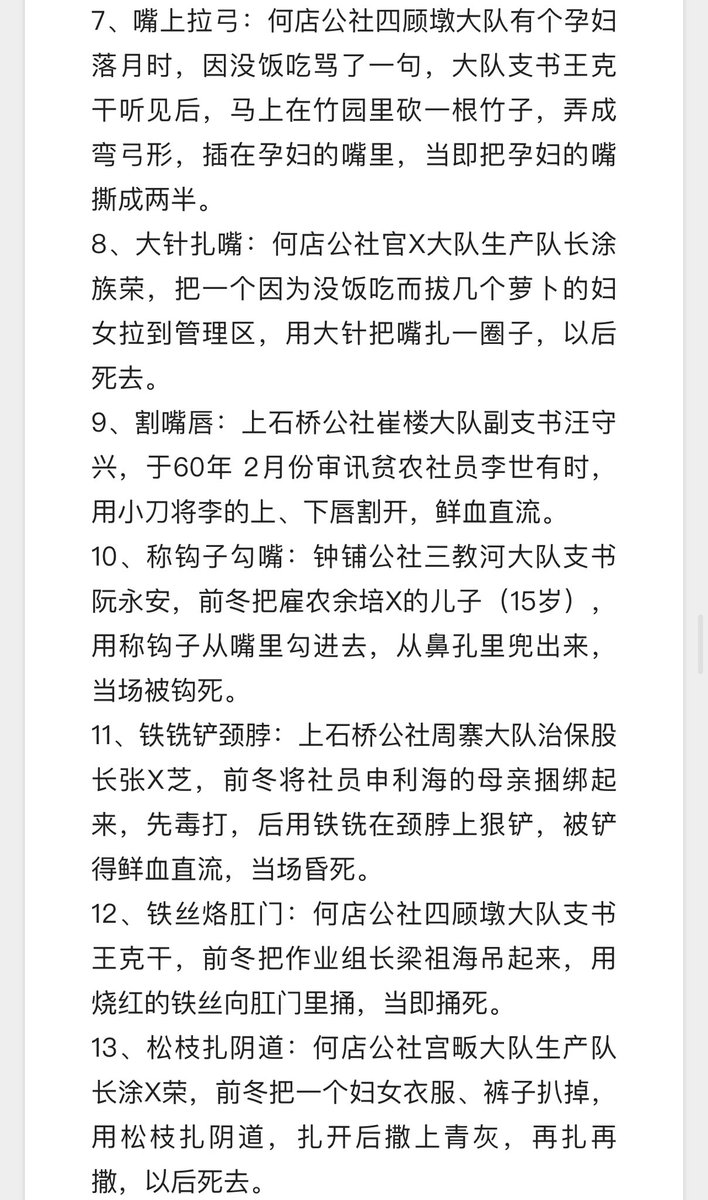 7、嘴上拉弓：何店公社四顾墩大队有个孕妇
落月时，因没饭吃骂了一句，大队支书王克
干听见后，马上在竹园里砍一根竹子，弄成
弯弓形，插在孕妇的嘴里，当即把孕妇的嘴
撕成两半。
8、大针扎嘴：何店公社官X大队生产队长涂
族荣，把一个因为没饭吃而拔几个萝卜的妇
女拉到管理区，用大针把嘴扎一圈子，以后
死去。
9、割嘴唇：上石桥公社崔楼大队副支书汪守
兴，于60年 2月份审讯贫农社员李世有时，
用小刀将李的上、下唇割开，鲜血直流。
10、称钩子勾嘴：钟铺公社三教河大队支书
阮永安，前冬把雇农余培X的儿子（15岁），
用称钩子从嘴里勾进去，从鼻孔里兜出来，
当场被钩死。
11、铁铣铲颈脖：上石桥公社周寨大队治保股
长张X芝，前冬将社员申利海的母亲捆绑起
来，先毒打，后用铁铣在颈脖上狠铲，被铲
得鲜血直流，当场昏死。
12、铁丝烙肛门：何店公社四顾墩大队支书
王克干，前冬把作业组长梁祖海吊起来，用
烧红的铁丝向肛门里捅，当即捅死。
13、松枝扎阴道：何店公社宫畈大队生产队
长涂X荣，前冬把一个妇女衣服、裤子扒掉，
用松枝扎阴道，扎开后撒上青灰，再扎再
撒，以后死去。